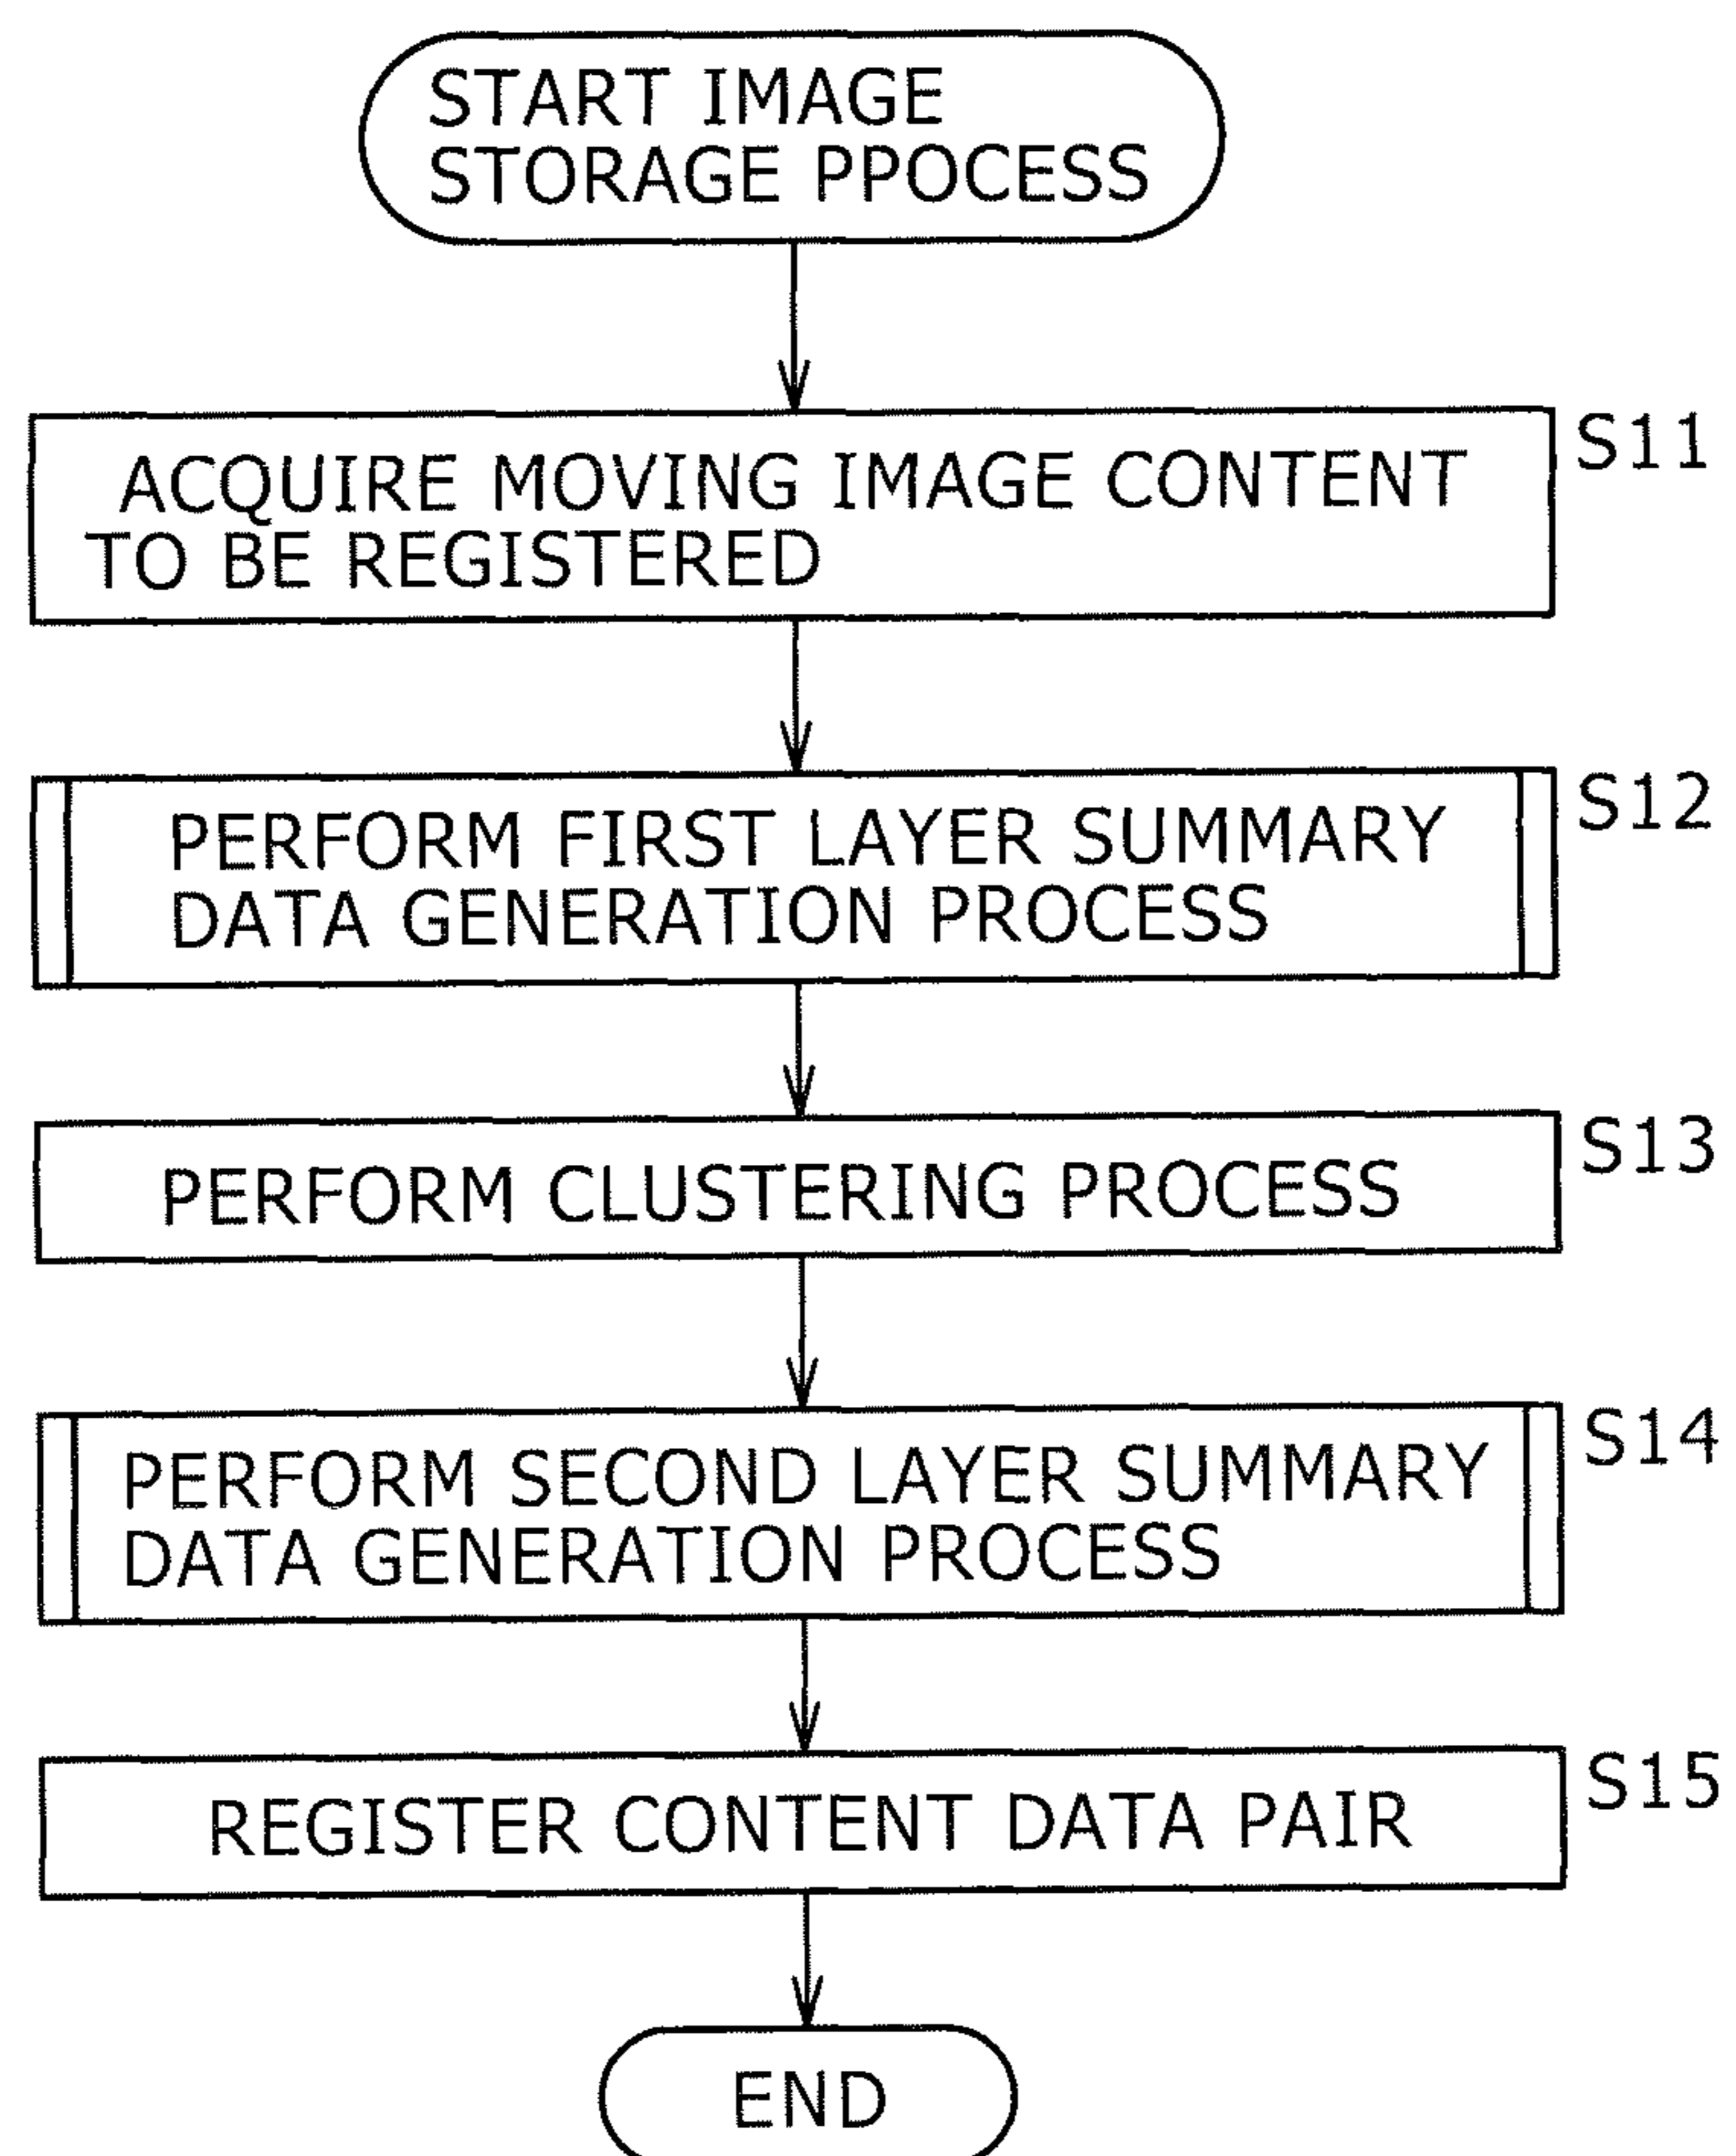 START IMAGE
STORAGE PPOCESS
S11
ACQUIRE MOVING IMAGE CONTENT
TO BE REGISTERED
S12
PERFORM FIRST LAYER SUMMARY
DATA GENERATION PROCESS
S13
PERFORM CLUSTERING PROCESS
S14
PERFORM SECOND LAYER SUMMARY
DATA GENERATION PROCESS
S15
REGISTER CONTENT DATA PAIR
END